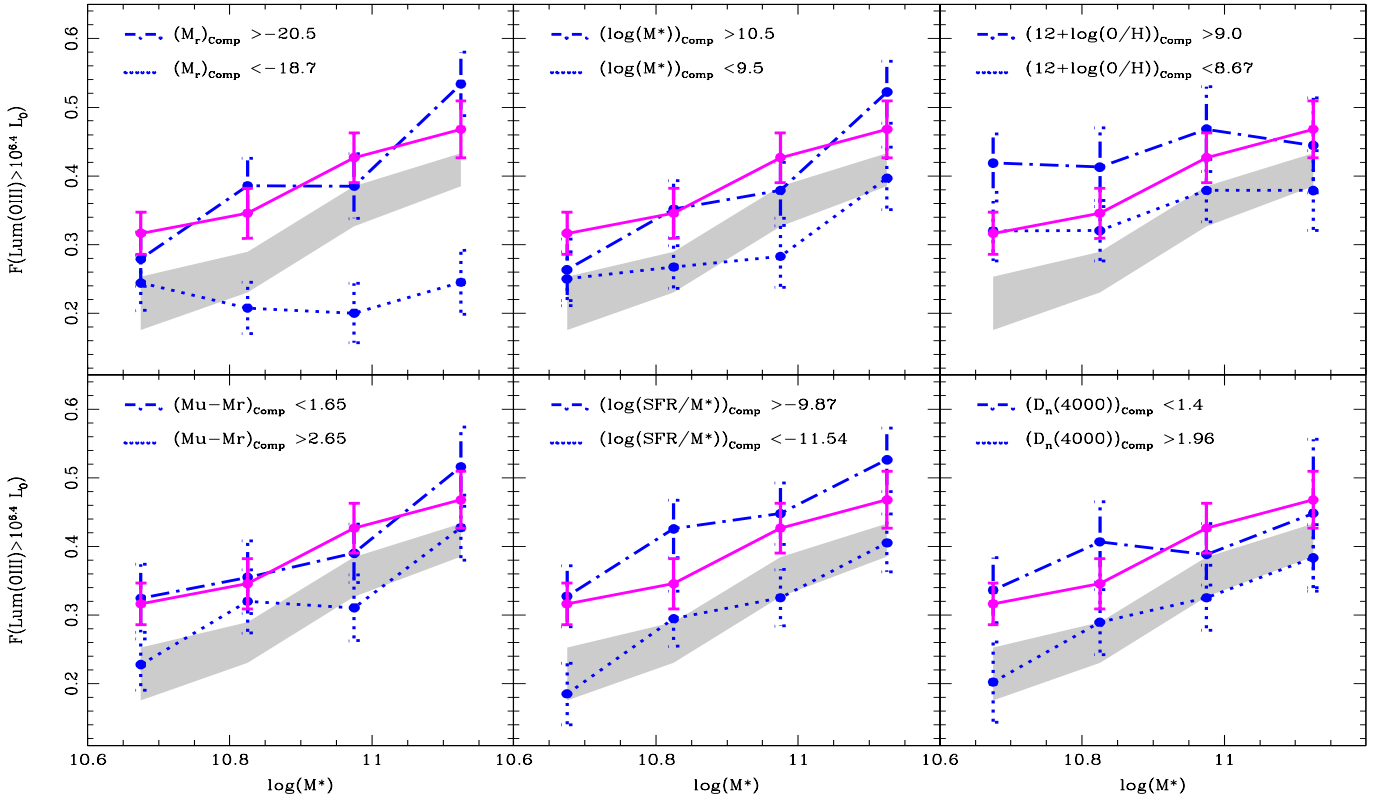 (M_r)_Comp >−20.5
(M_r)_Comp <−18.7
(log(M*))_Comp >10.5
(log(M*))_Comp <9.5
(12+log(O/H))_Comp >9.0
(12+log(O/H))_Comp <8.67
0.6
0.5
0.4
0.3
0.2
F(Lum(OIII)>10^6.4 L_0)
(Mu−Mr)_Comp <1.65
(Mu−Mr)_Comp >2.65
(log(SFR/M*))_Comp >−9.87
(log(SFR/M*))_Comp <−11.54
(D_n(4000))_Comp <1.4
(D_n(4000))_Comp >1.96
0.6
0.5
0.4
0.3
0.2
F(Lum(OIII)>10^6.4 L_0)
10.6 10.8 11 10.6 10.8 11 10.6 10.8 11
log(M*) log(M*) log(M*)